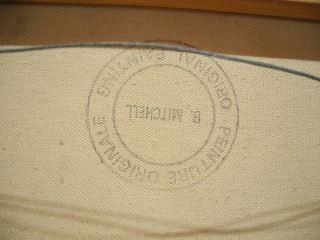 ORIGINAL PAINTING
PEINTURE ORIGINALE
B. MITCHELL